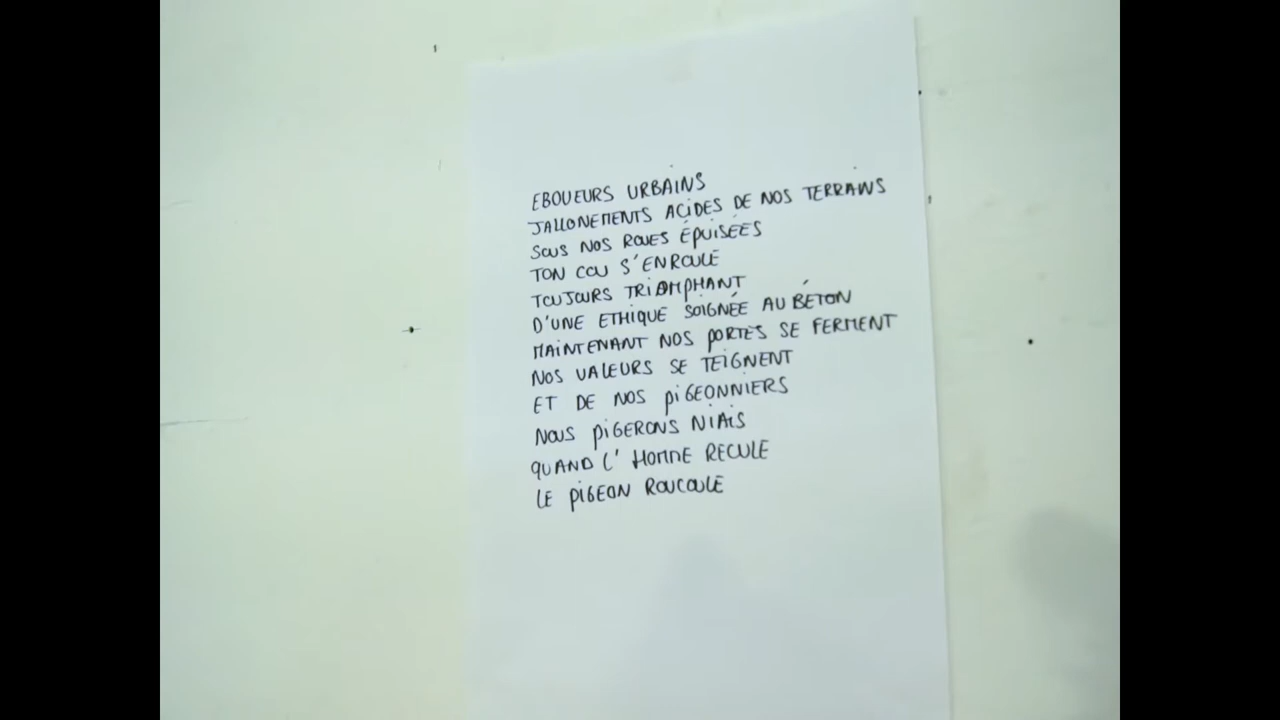 EBOUEURS URBAINS
JALLONEMENTS ACIDES DE NOS TERRAINS
SOUS NOS ROUES ÉPUISÉES
TON COU S'ENROULE
TOUJOURS TRIOMPHANT
D'UNE ETHIQUE SOIGNÉE AU BÉTON
MAINTENANT NOS PORTES SE FERMENT
NOS VALEURS SE TEIGNENT
ET DE NOS PIGEONNIERS
NOUS PIGERONS NIAIS
QUAND L'HOMME RECULE
LE PIGEON ROUCOULE